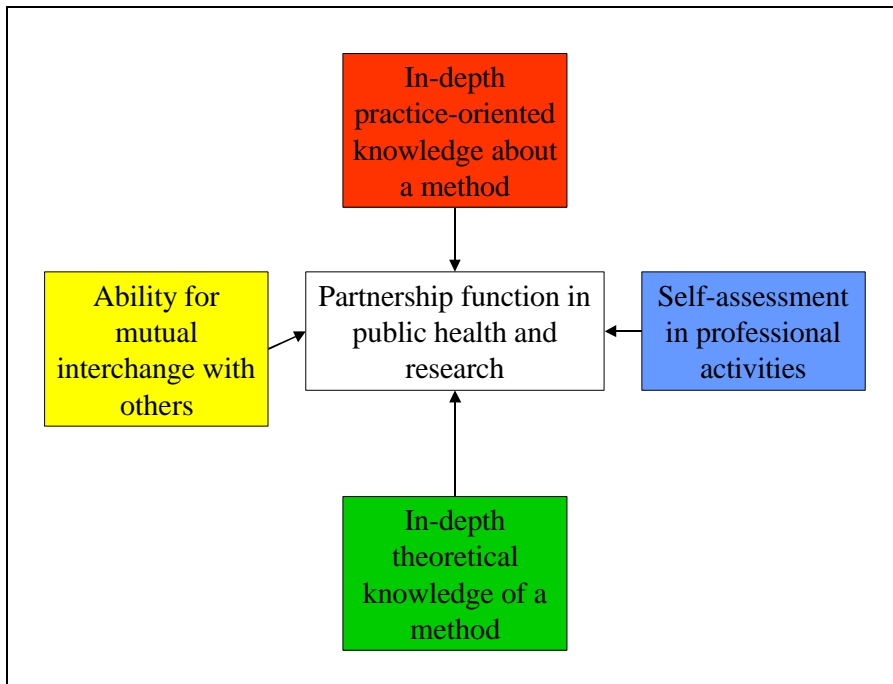 In-depth
practice-oriented
knowledge about
a method
Ability for
mutual
interchange with
others
Partnership function in
public health and
research
Self-assessment
in professional
activities
In-depth
theoretical
knowledge of a
method